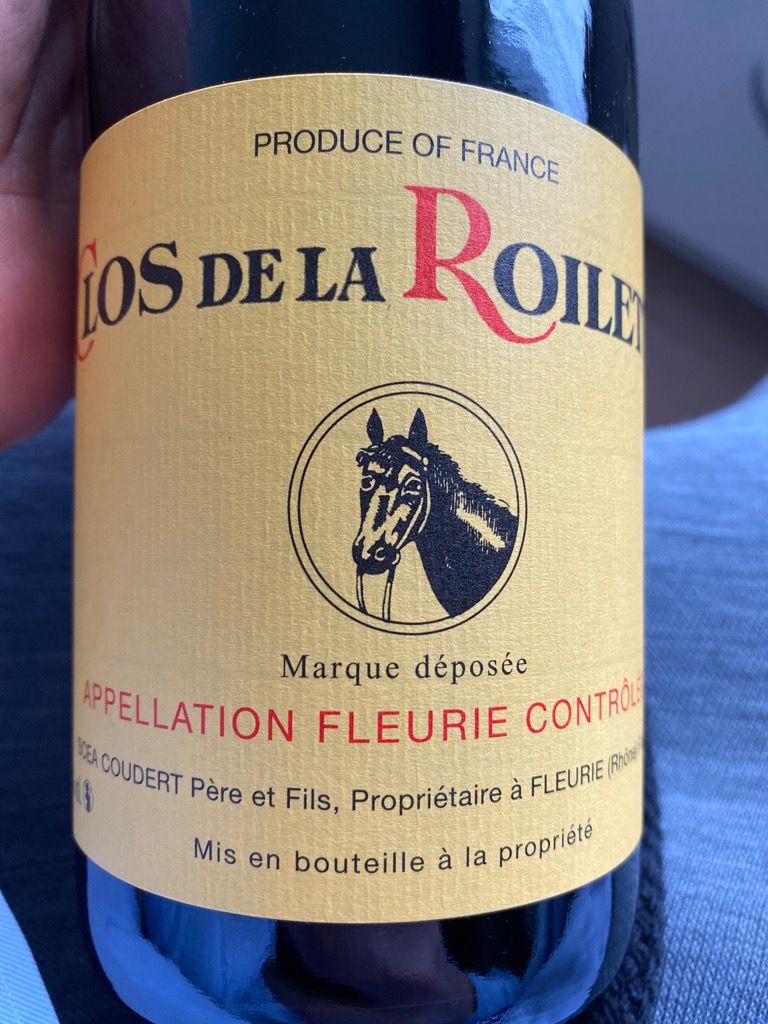 PRODUCE OF FRANCE
CLOS DE LA ROILET
Marque déposée
APPELLATION FLEURIE CONTRÔLÉ
SCEA COUDERT Père et Fils, Propriétaire à FLEURIE (Rhône)
Mis en bouteille à la propriété